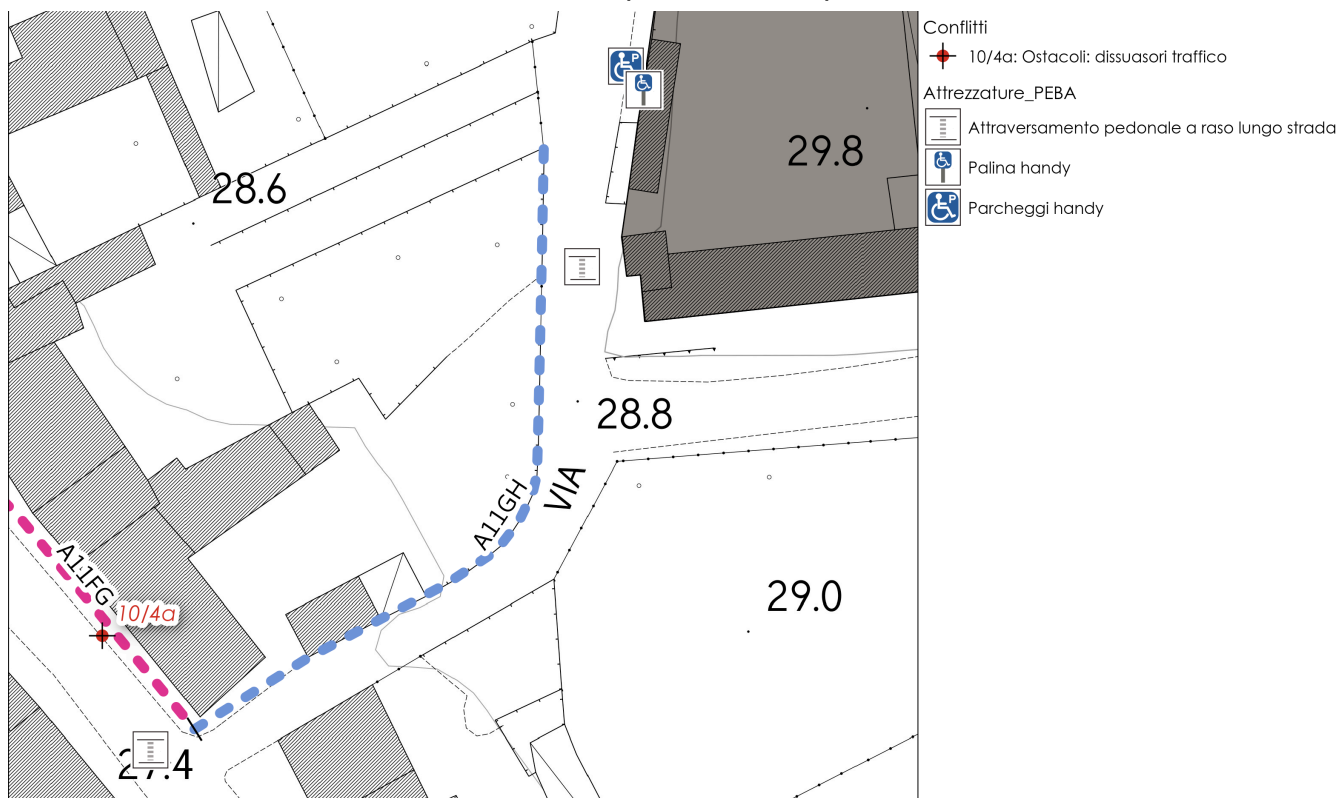 Conflitti
10/4a: Ostacoli: dissuasori traffico
Attrezzature_PEBA
Attraversamento pedonale a raso lungo strada
P
Palina handy
P
Parcheggi handy
29.8
28.6
28.8
VIA
A11GH
A11FG
10/4a
29.0